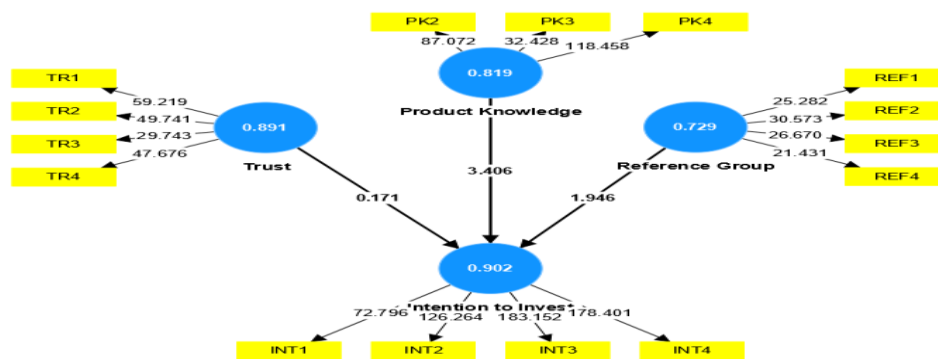 PK2 PK3 PK4
87.072 32.428 118.458
0.819
Product Knowledge
TR1
TR2
TR3
TR4
59.219
49.741
29.743
47.676
0.891
Trust
REF1
REF2
REF3
REF4
25.282
30.573
26.670
21.431
0.729
Reference Group
0.171 3.406 1.946
0.902
Intention to Invest
72.796 126.264 183.152 178.401
INT1 INT2 INT3 INT4